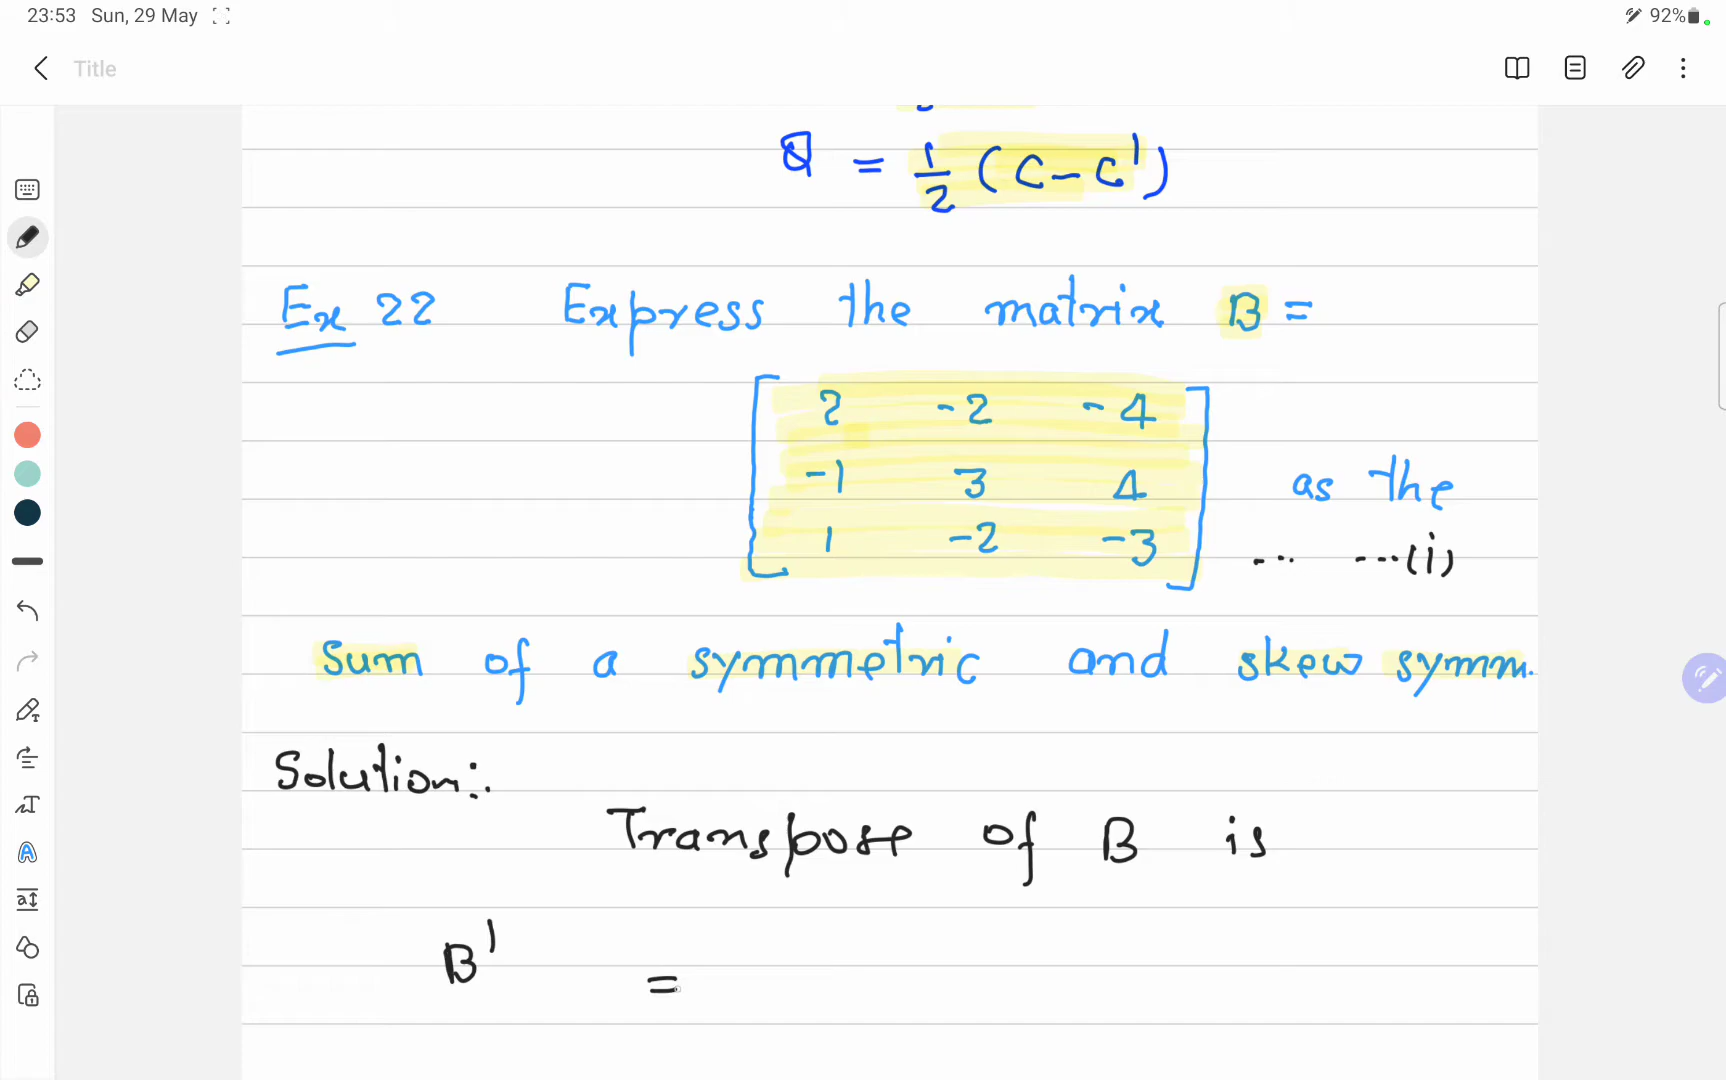 23:53 Sun, 29 May 92%
Title
Q = 1/2 (C - C')
Ex 22 Express the matrix B =
2 -2 -4
-1 3 4 as the
1 -2 -3 ... ...(i)
sum of a symmetric and skew symm.
Solution:.
Transpose of B is
B' =